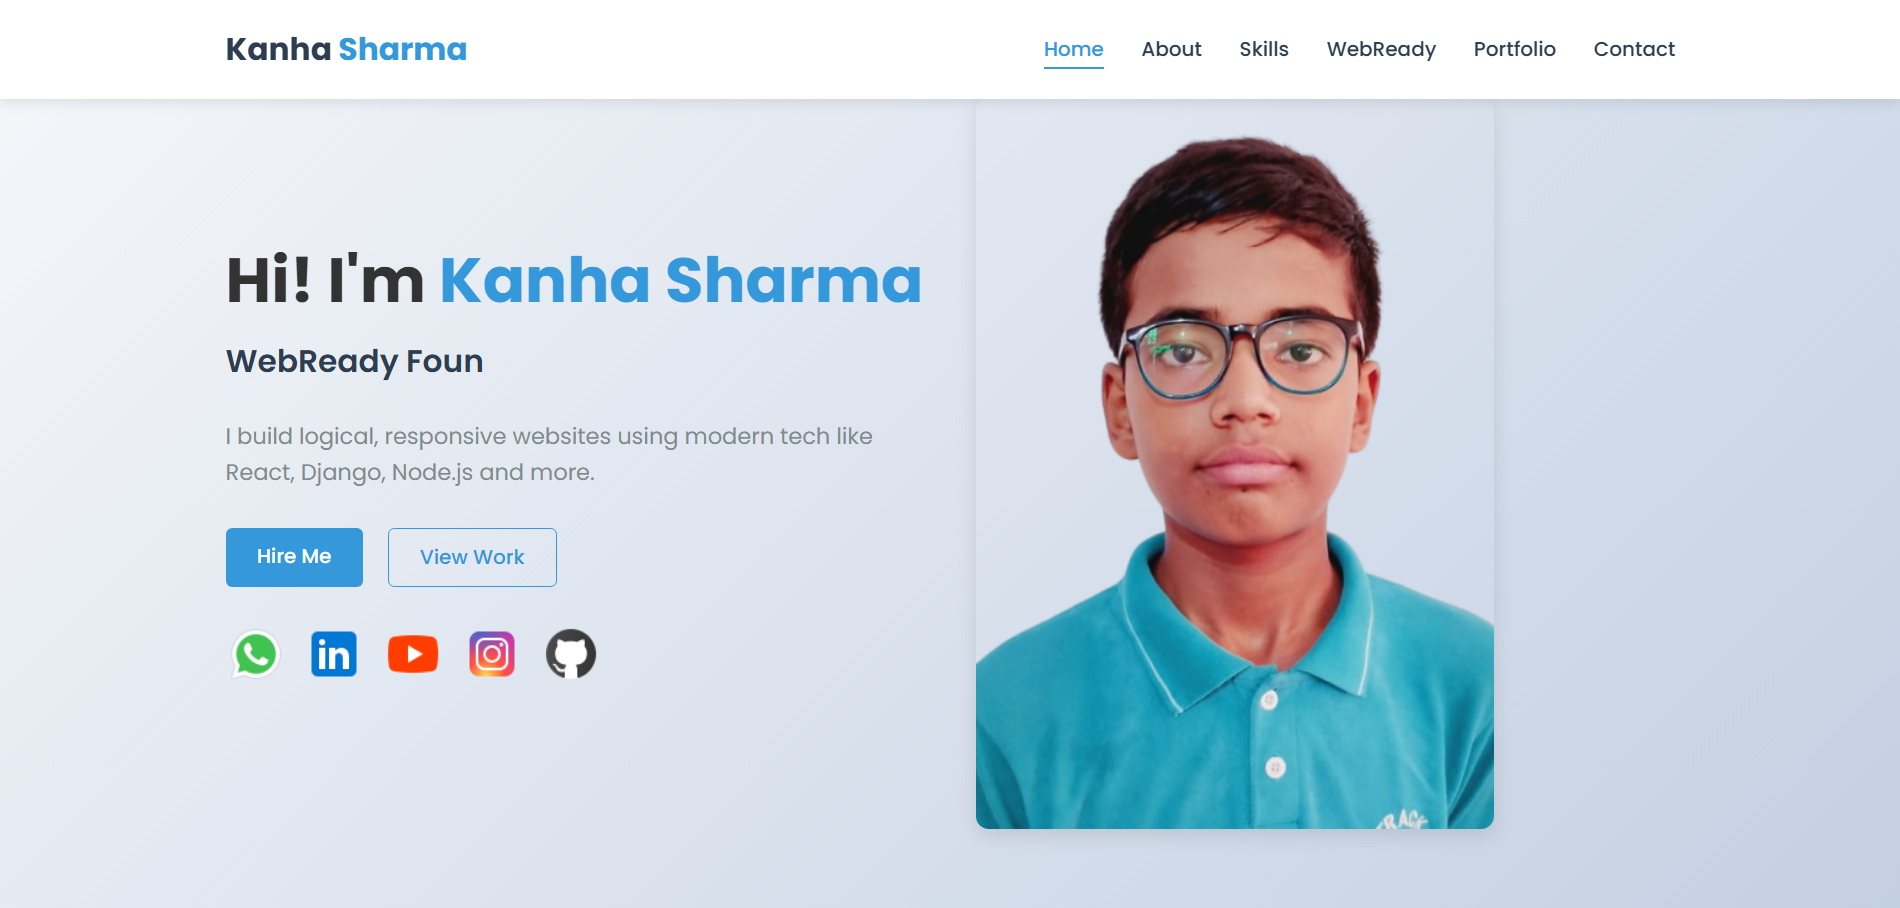 Kanha Sharma
Home About Skills WebReady Portfolio Contact
Hi! I'm Kanha Sharma
WebReady Foun
I build logical, responsive websites using modern tech like
React, Django, Node.js and more.
Hire Me View Work
in